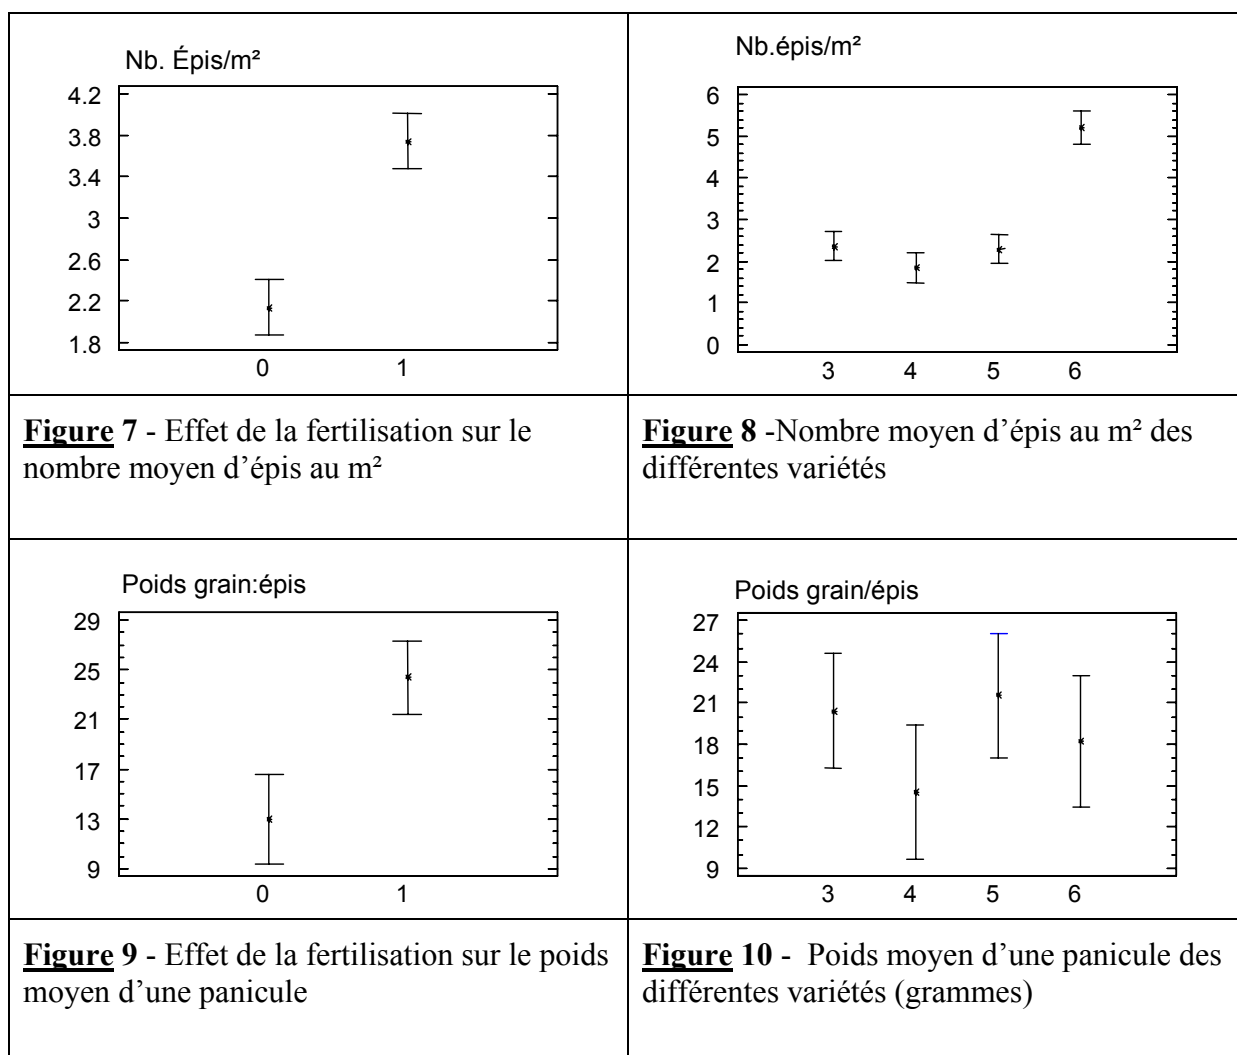 Nb. Épis/m²
4.2
3.8
3.4
3
2.6
2.2
1.8
0 1
Figure 7 - Effet de la fertilisation sur le
nombre moyen d'épis au m²
Nb.épis/m²
6
5
4
3
2
1
0
3 4 5 6
Figure 8 -Nombre moyen d'épis au m² des
différentes variétés
Poids grain:épis
29
25
21
17
13
9
0 1
Figure 9 - Effet de la fertilisation sur le poids
moyen d'une panicule
Poids grain/épis
27
24
21
18
15
12
9
3 4 5 6
Figure 10 - Poids moyen d'une panicule des
différentes variétés (grammes)